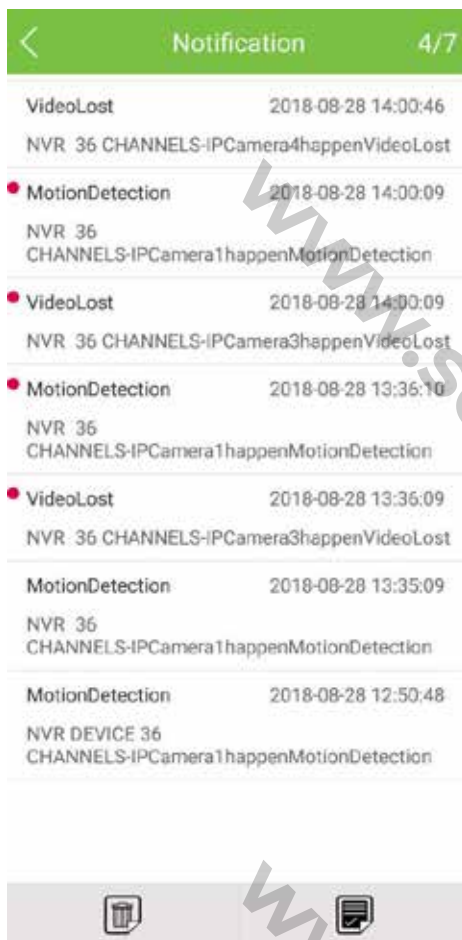 Notification 4/7
VideoLost 2018-08-28 14:00:46
NVR 36 CHANNELS-IPCamera4happenVideoLost
MotionDetection 2018-08-28 14:00:09
NVR 36
CHANNELS-IPCamera1happenMotionDetection
VideoLost 2018-08-28 14:00:09
NVR 36 CHANNELS-IPCamera3happenVideoLost
MotionDetection 2018-08-28 13:36:10
NVR 36
CHANNELS-IPCamera1happenMotionDetection
VideoLost 2018-08-28 13:36:09
NVR 36 CHANNELS-IPCamera3happenVideoLost
MotionDetection 2018-08-28 13:35:09
NVR 36
CHANNELS-IPCamera1happenMotionDetection
MotionDetection 2018-08-28 12:50:48
NVR DEVICE 36
CHANNELS-IPCamera1happenMotionDetection